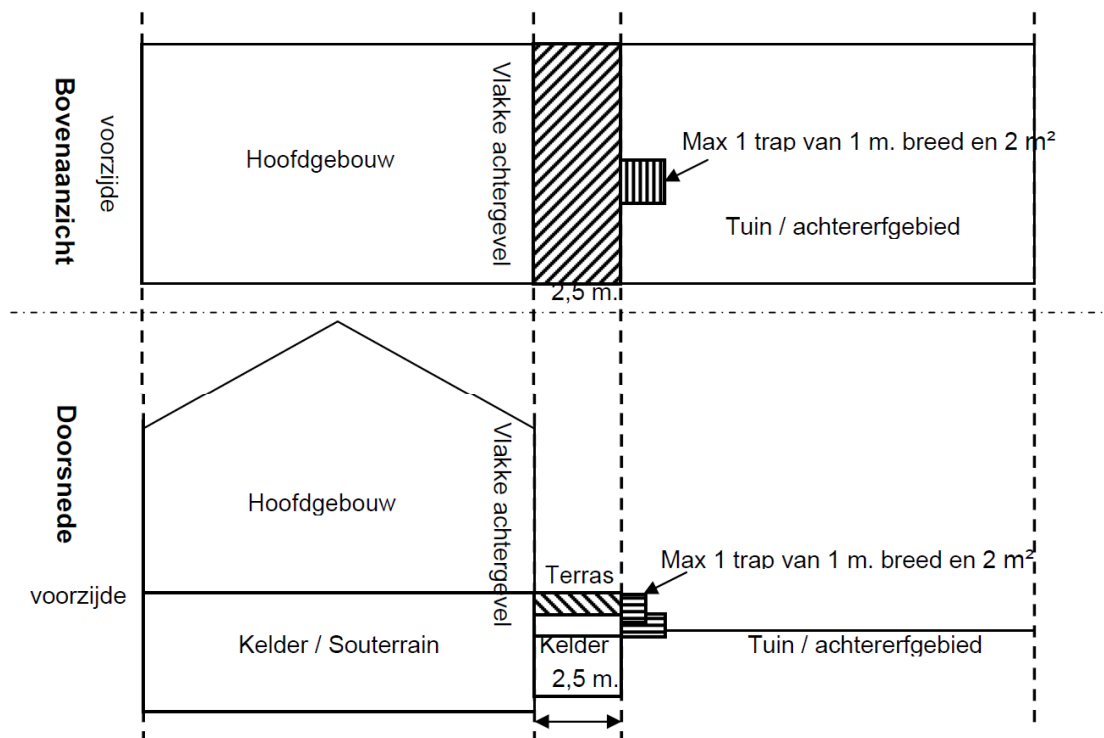 Bovenaanzicht
voorzijde
Hoofdgebouw
Vlakke achtergevel
Max 1 trap van 1 m. breed en 2 m²
Tuin / achtererfgebied
2,5 m.
Doorsnede
voorzijde
Hoofdgebouw
Vlakke achtergevel
Terras
Max 1 trap van 1 m. breed en 2 m²
Kelder / Souterrain
Kelder
Tuin / achtererfgebied
2,5 m.